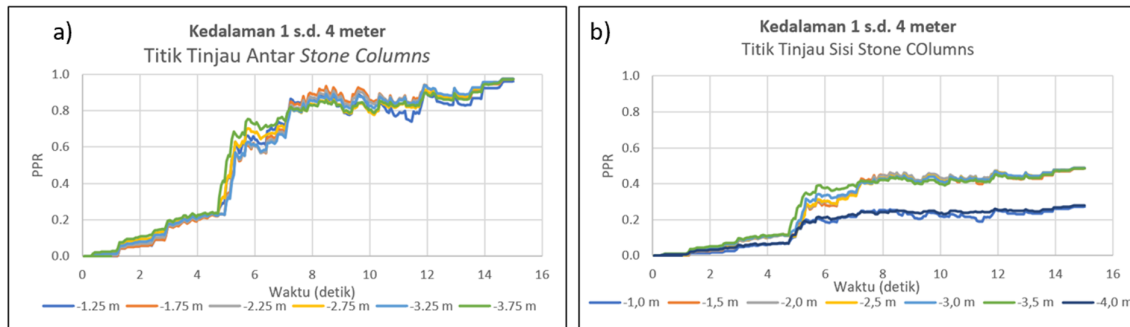 a)
Kedalaman 1 s.d. 4 meter
Titik Tinjau Antar Stone Columns
PPR
1.0
0.8
0.6
0.4
0.2
0.0
0 2 4 6 8 10 12 14 16
Waktu (detik)
-1.25 m -1.75 m -2.25 m -2.75 m -3.25 m -3.75 m
b)
Kedalaman 1 s.d. 4 meter
Titik Tinjau Sisi Stone COlumns
PPR
1.0
0.8
0.6
0.4
0.2
0.0
0 2 4 6 8 10 12 14 16
Waktu (detik)
-1,0 m -1,5 m -2,0 m -2,5 m -3,0 m -3,5 m -4,0 m